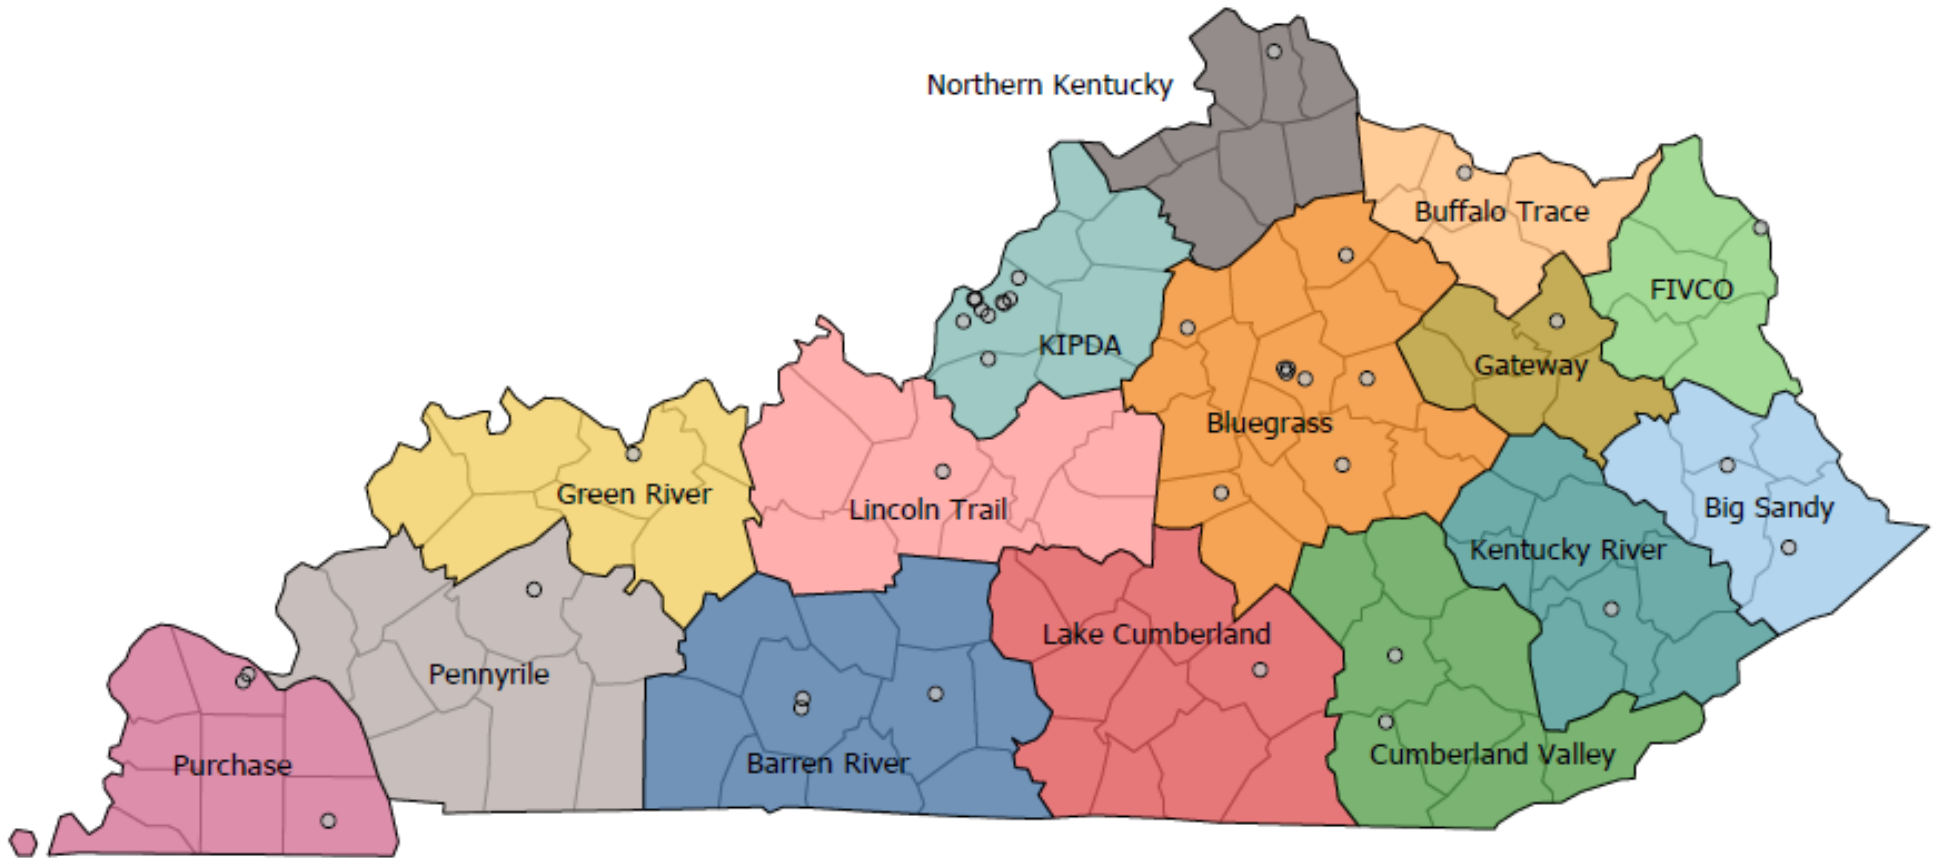 Northern Kentucky
Buffalo Trace
FIVCO
KIPDA
Gateway
Bluegrass
Green River
Lincoln Trail
Big Sandy
Kentucky River
Lake Cumberland
Pennyrile
Cumberland Valley
Barren River
Purchase